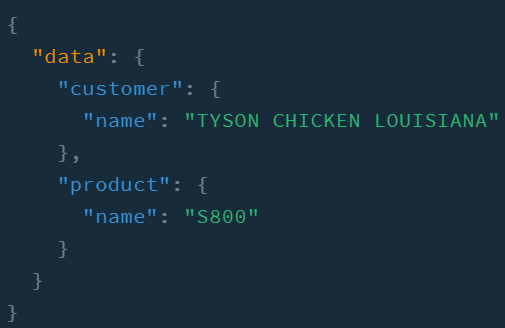 {
  "data": {
    "customer": {
      "name": "TYSON CHICKEN LOUISIANA"
    },
    "product": {
      "name": "S800"
    }
  }
}